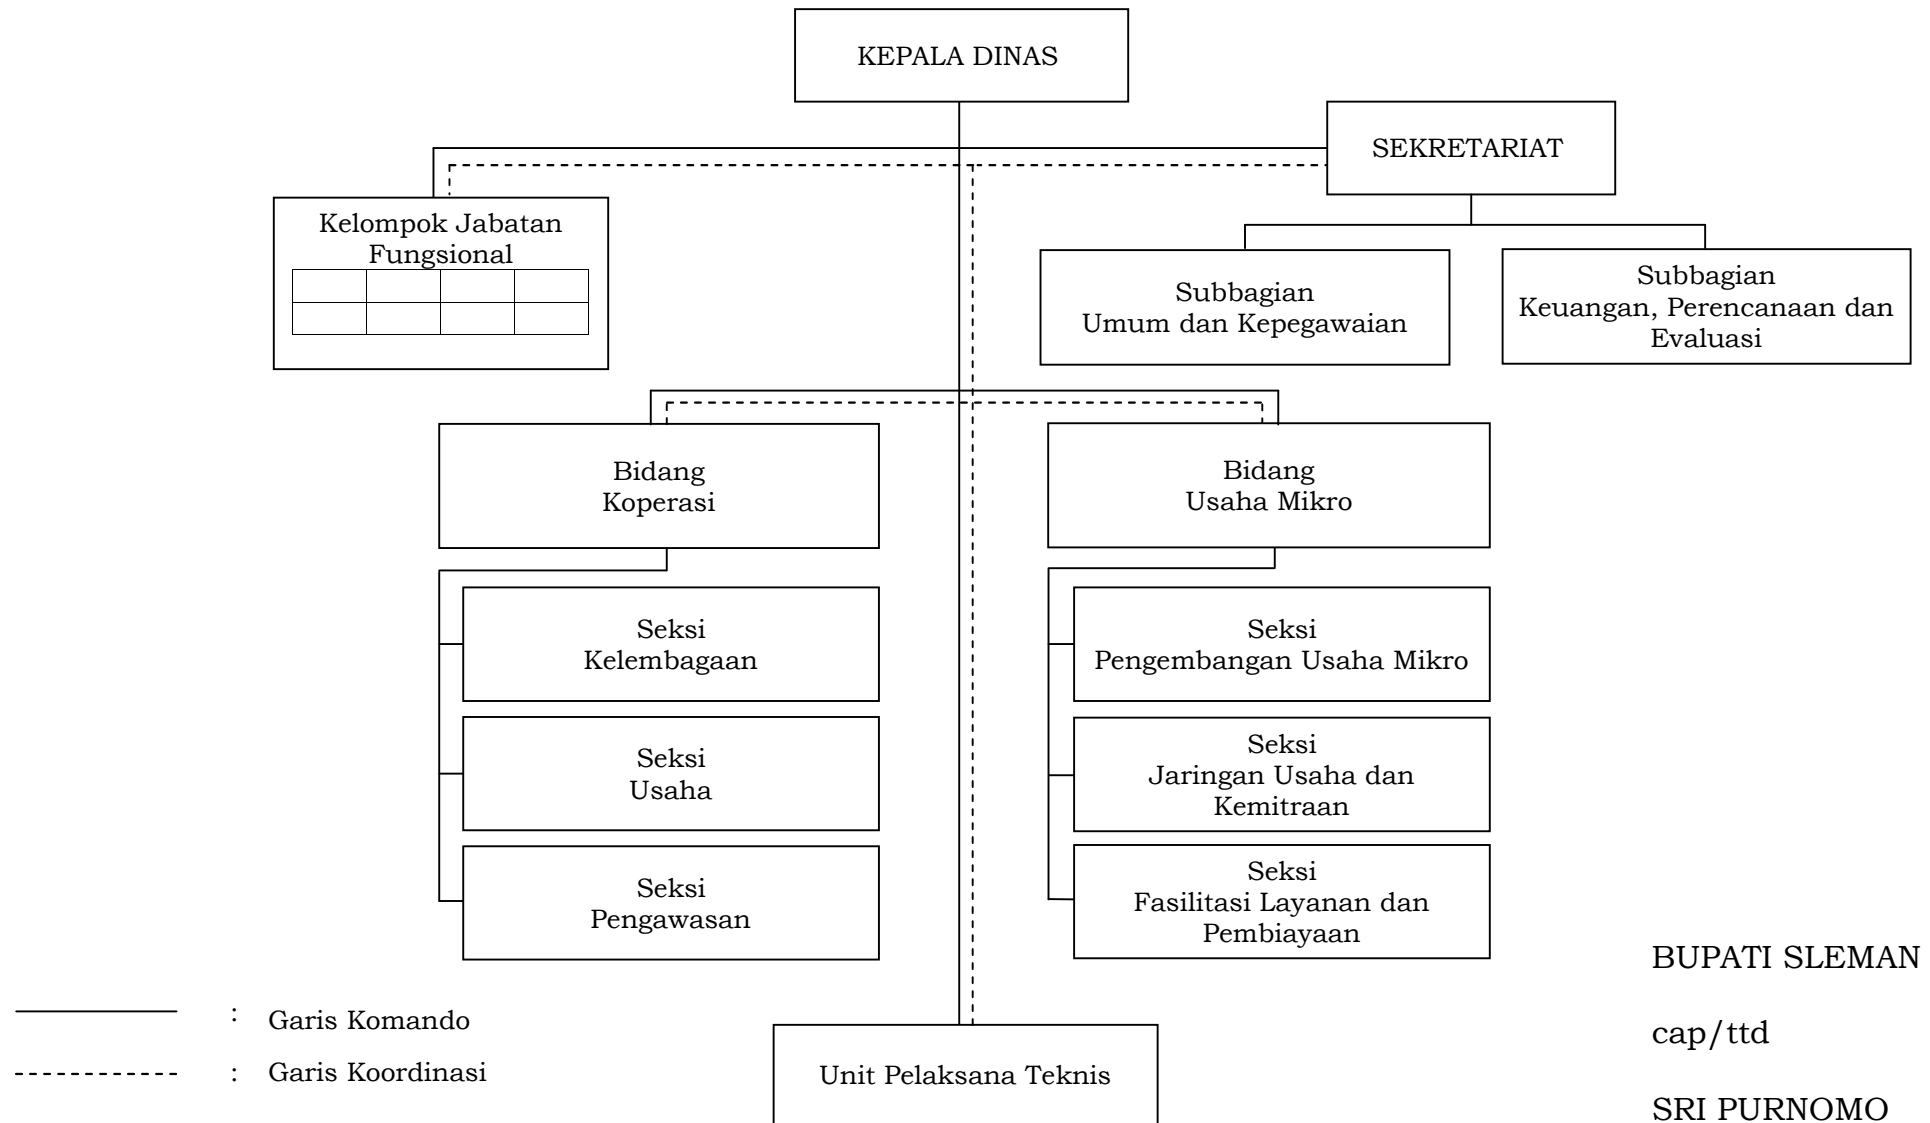 KEPALA DINAS
SEKRETARIAT
Kelompok Jabatan
Fungsional
Subbagian
Umum dan Kepegawaian
Subbagian
Keuangan, Perencanaan dan
Evaluasi
Bidang
Koperasi
Bidang
Usaha Mikro
Seksi
Kelembagaan
Seksi
Pengembangan Usaha Mikro
Seksi
Usaha
Seksi
Jaringan Usaha dan
Kemitraan
Seksi
Pengawasan
Seksi
Fasilitasi Layanan dan
Pembiayaan
: Garis Komando
: Garis Koordinasi
Unit Pelaksana Teknis
BUPATI SLEMAN
cap/ttd
SRI PURNOMO